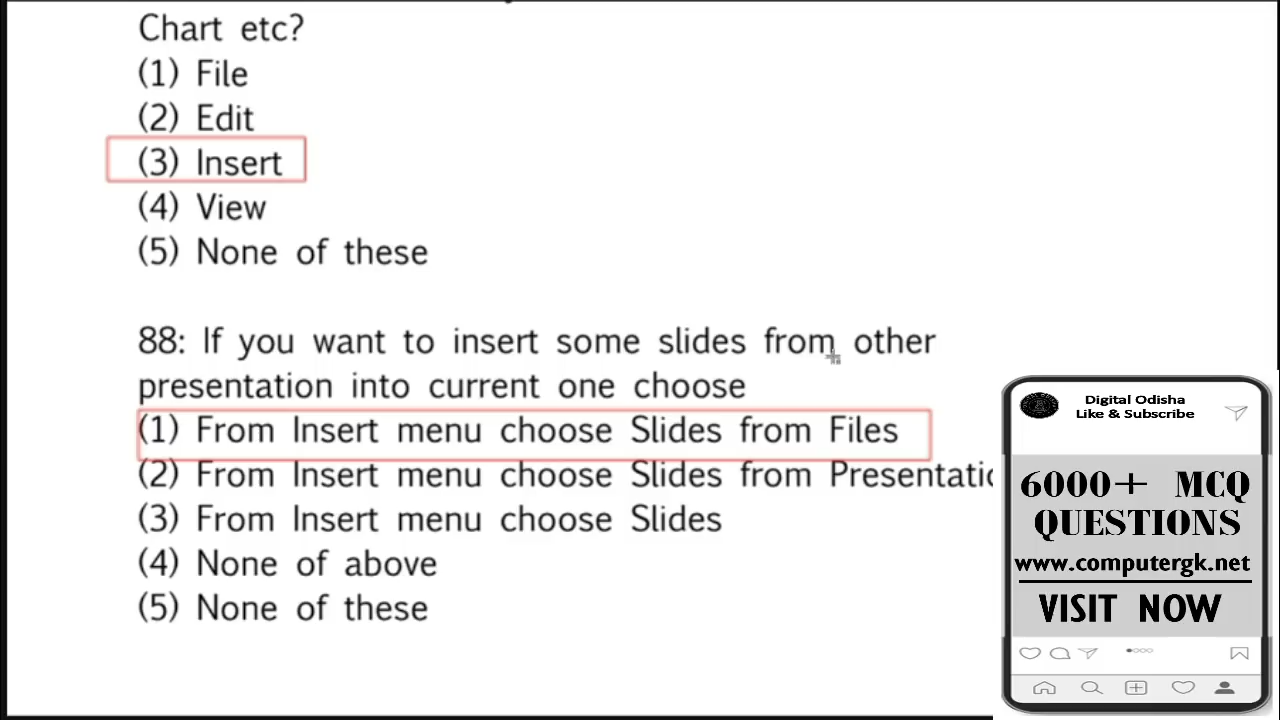 Chart etc?
(1) File
(2) Edit
(3) Insert
(4) View
(5) None of these
88: If you want to insert some slides from other
presentation into current one choose
(1) From Insert menu choose Slides from Files
(2) From Insert menu choose Slides from Presentatio
(3) From Insert menu choose Slides
(4) None of above
(5) None of these
Digital Odisha
Like & Subscribe
6000+ MCQ
QUESTIONS
www.computergk.net
VISIT NOW